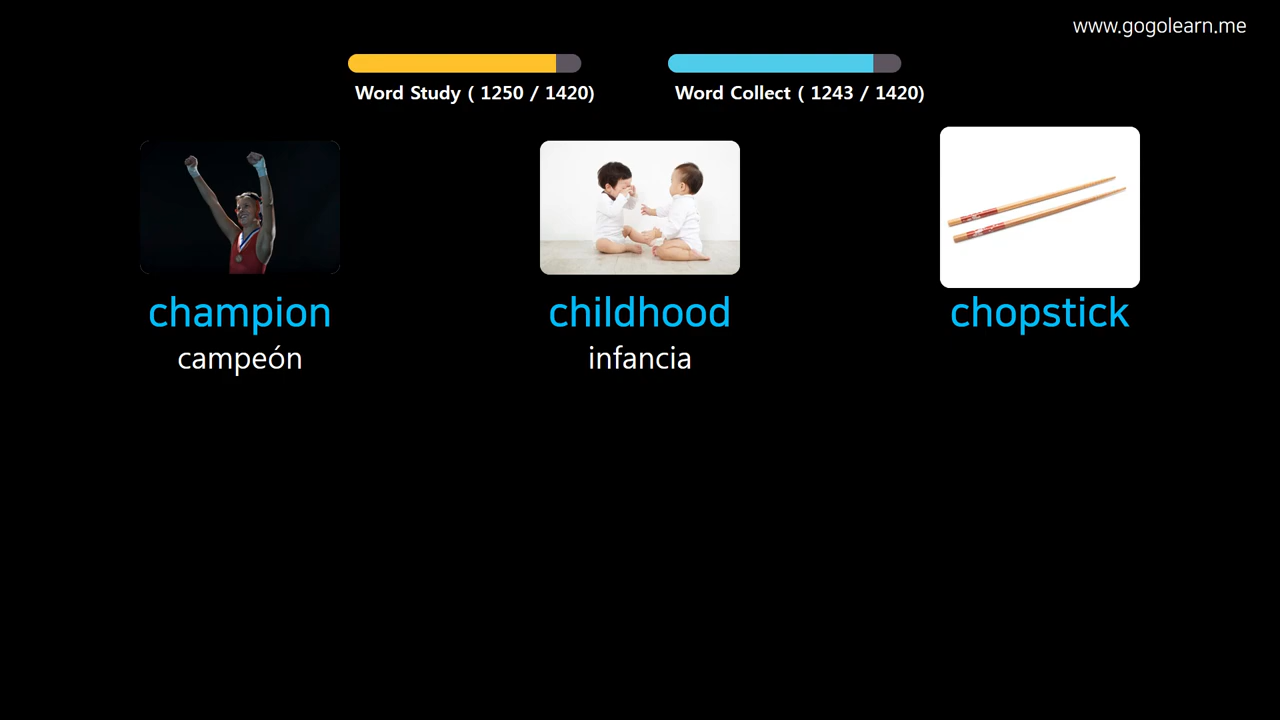 www.gogolearn.me
Word Study ( 1250 / 1420)
Word Collect ( 1243 / 1420)
champion
campeón
childhood
infancia
chopstick